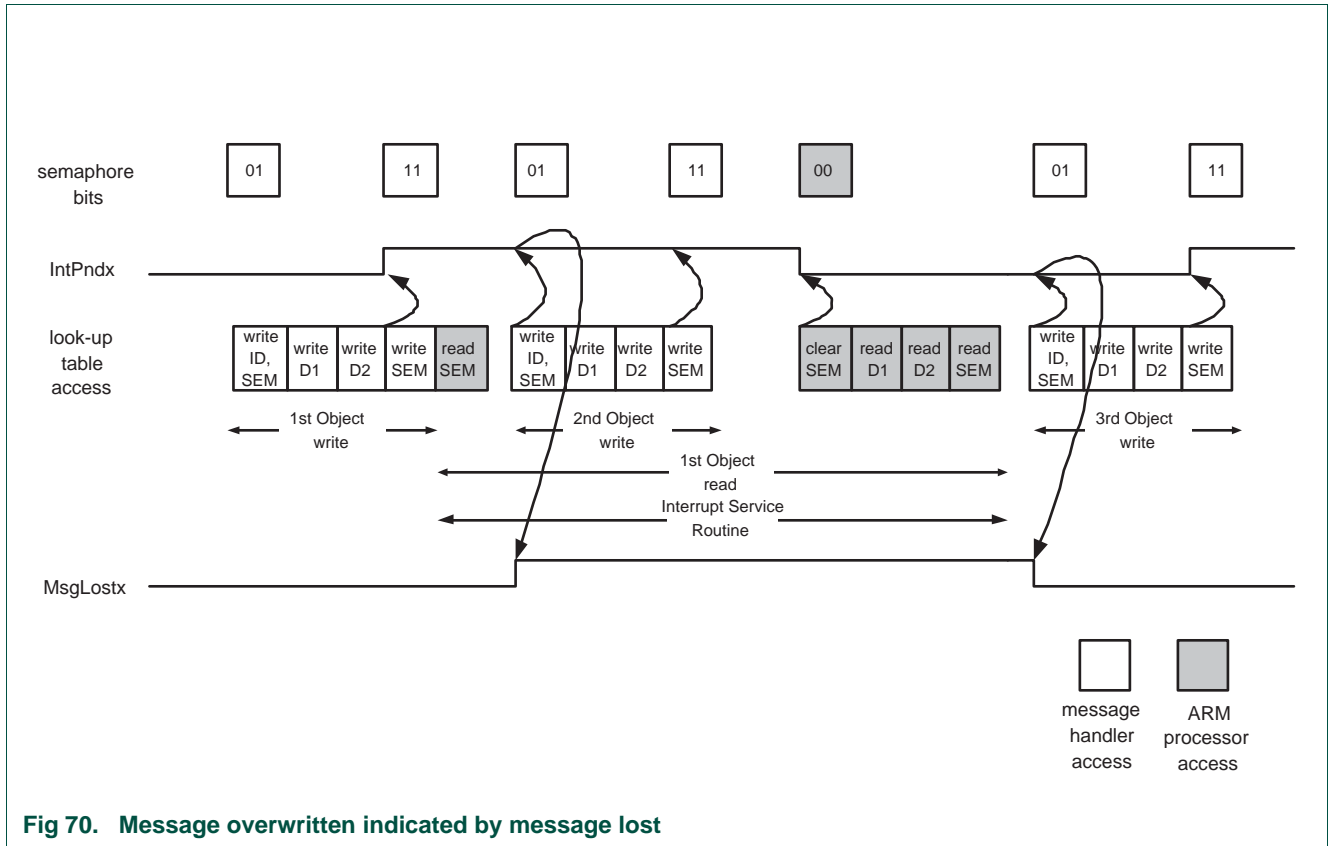 semaphore
bits
01
11
01
11
00
01
11
IntPndx
look-up
table
access
write
ID,
SEM
write
D1
write
D2
write
SEM
read
SEM
write
ID,
SEM
write
D1
write
D2
write
SEM
clear
SEM
read
D1
read
D2
read
SEM
write
ID,
SEM
write
D1
write
D2
write
SEM
1st Object
write
2nd Object
write
3rd Object
write
1st Object
read
Interrupt Service
Routine
MsgLostx
message
handler
access
ARM
processor
access
Fig 70. Message overwritten indicated by message lost